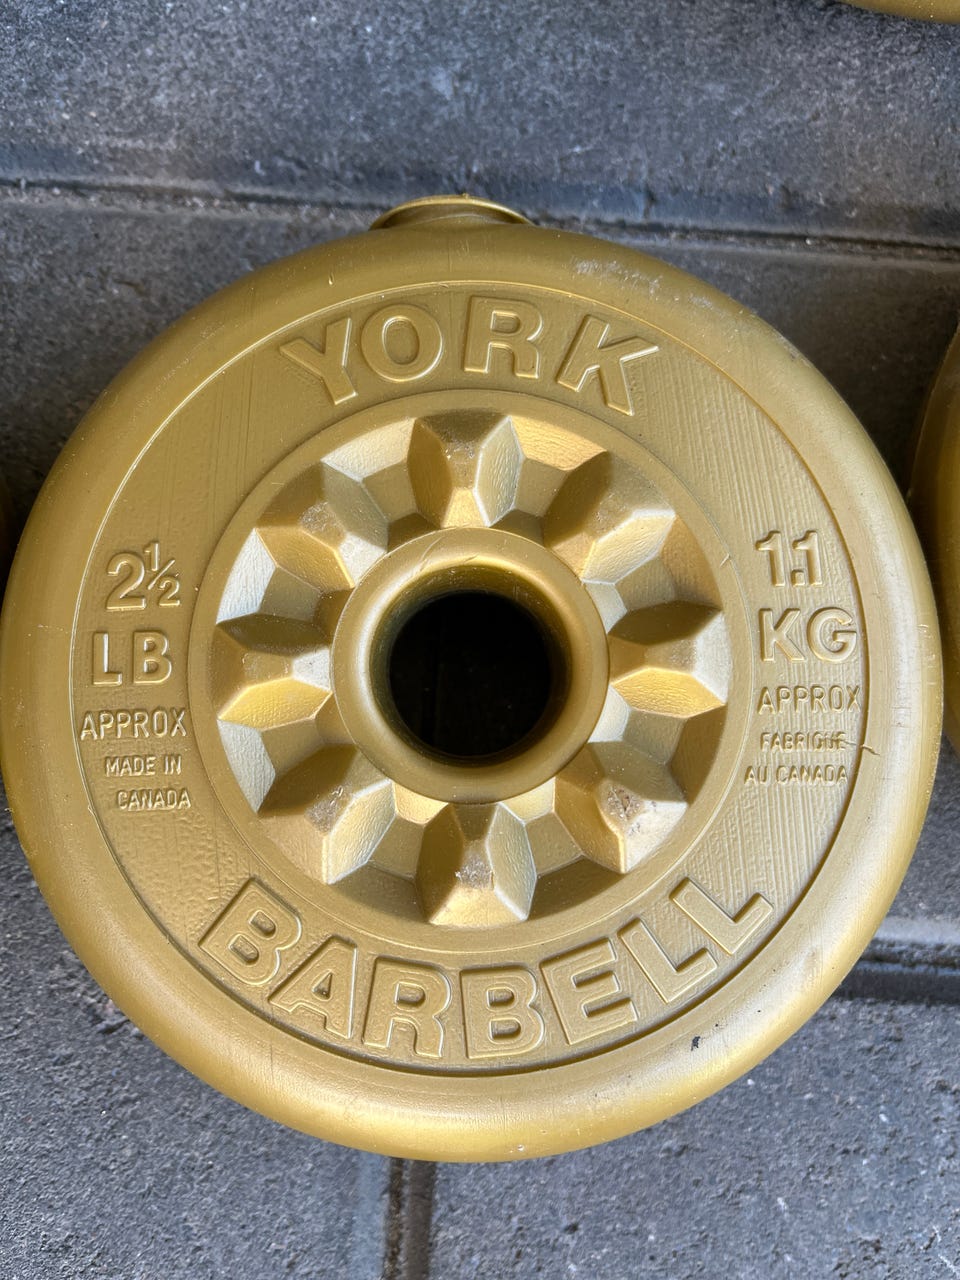 YORK
2½
LB
APPROX
MADE IN
CANADA
1.1
KG
APPROX
FABRIQUE
AU CANADA
BARBELL